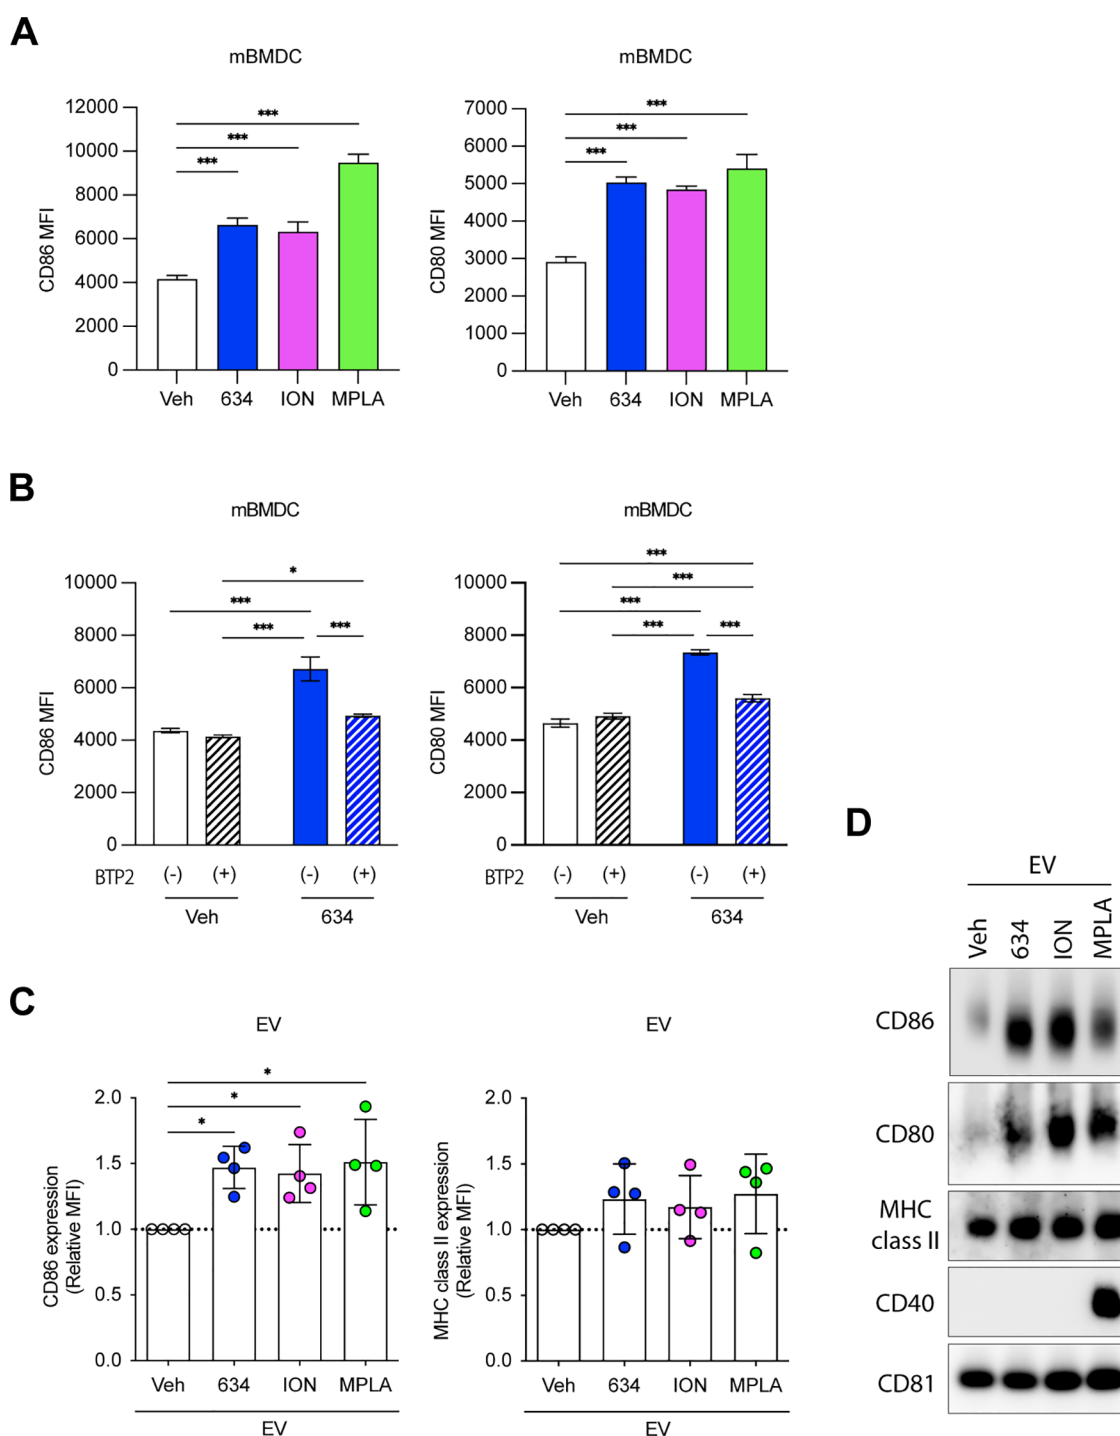 A
mBMDC
mBMDC
CD86 MFI
12000
10000
8000
6000
4000
2000
0
***
***
***
Veh 634 ION MPLA
CD80 MFI
7000
6000
5000
4000
3000
2000
1000
0
***
***
***
Veh 634 ION MPLA
B
mBMDC
mBMDC
CD86 MFI
10000
8000
6000
4000
2000
0
*
***
*** ***
BTP2 (-) (+) (-) (+)
Veh 634
CD80 MFI
10000
8000
6000
4000
2000
0
***
***
***
*** ***
BTP2 (-) (+) (-) (+)
Veh 634
C
EV
EV
CD86 expression
(Relative MFI)
2.0
1.5
1.0
0.5
0.0
*
*
*
Veh 634 ION MPLA
EV
MHC class II expression
(Relative MFI)
2.0
1.5
1.0
0.5
0.0
Veh 634 ION MPLA
EV
D
EV
Veh 634 ION MPLA
CD86
CD80
MHC
class II
CD40
CD81